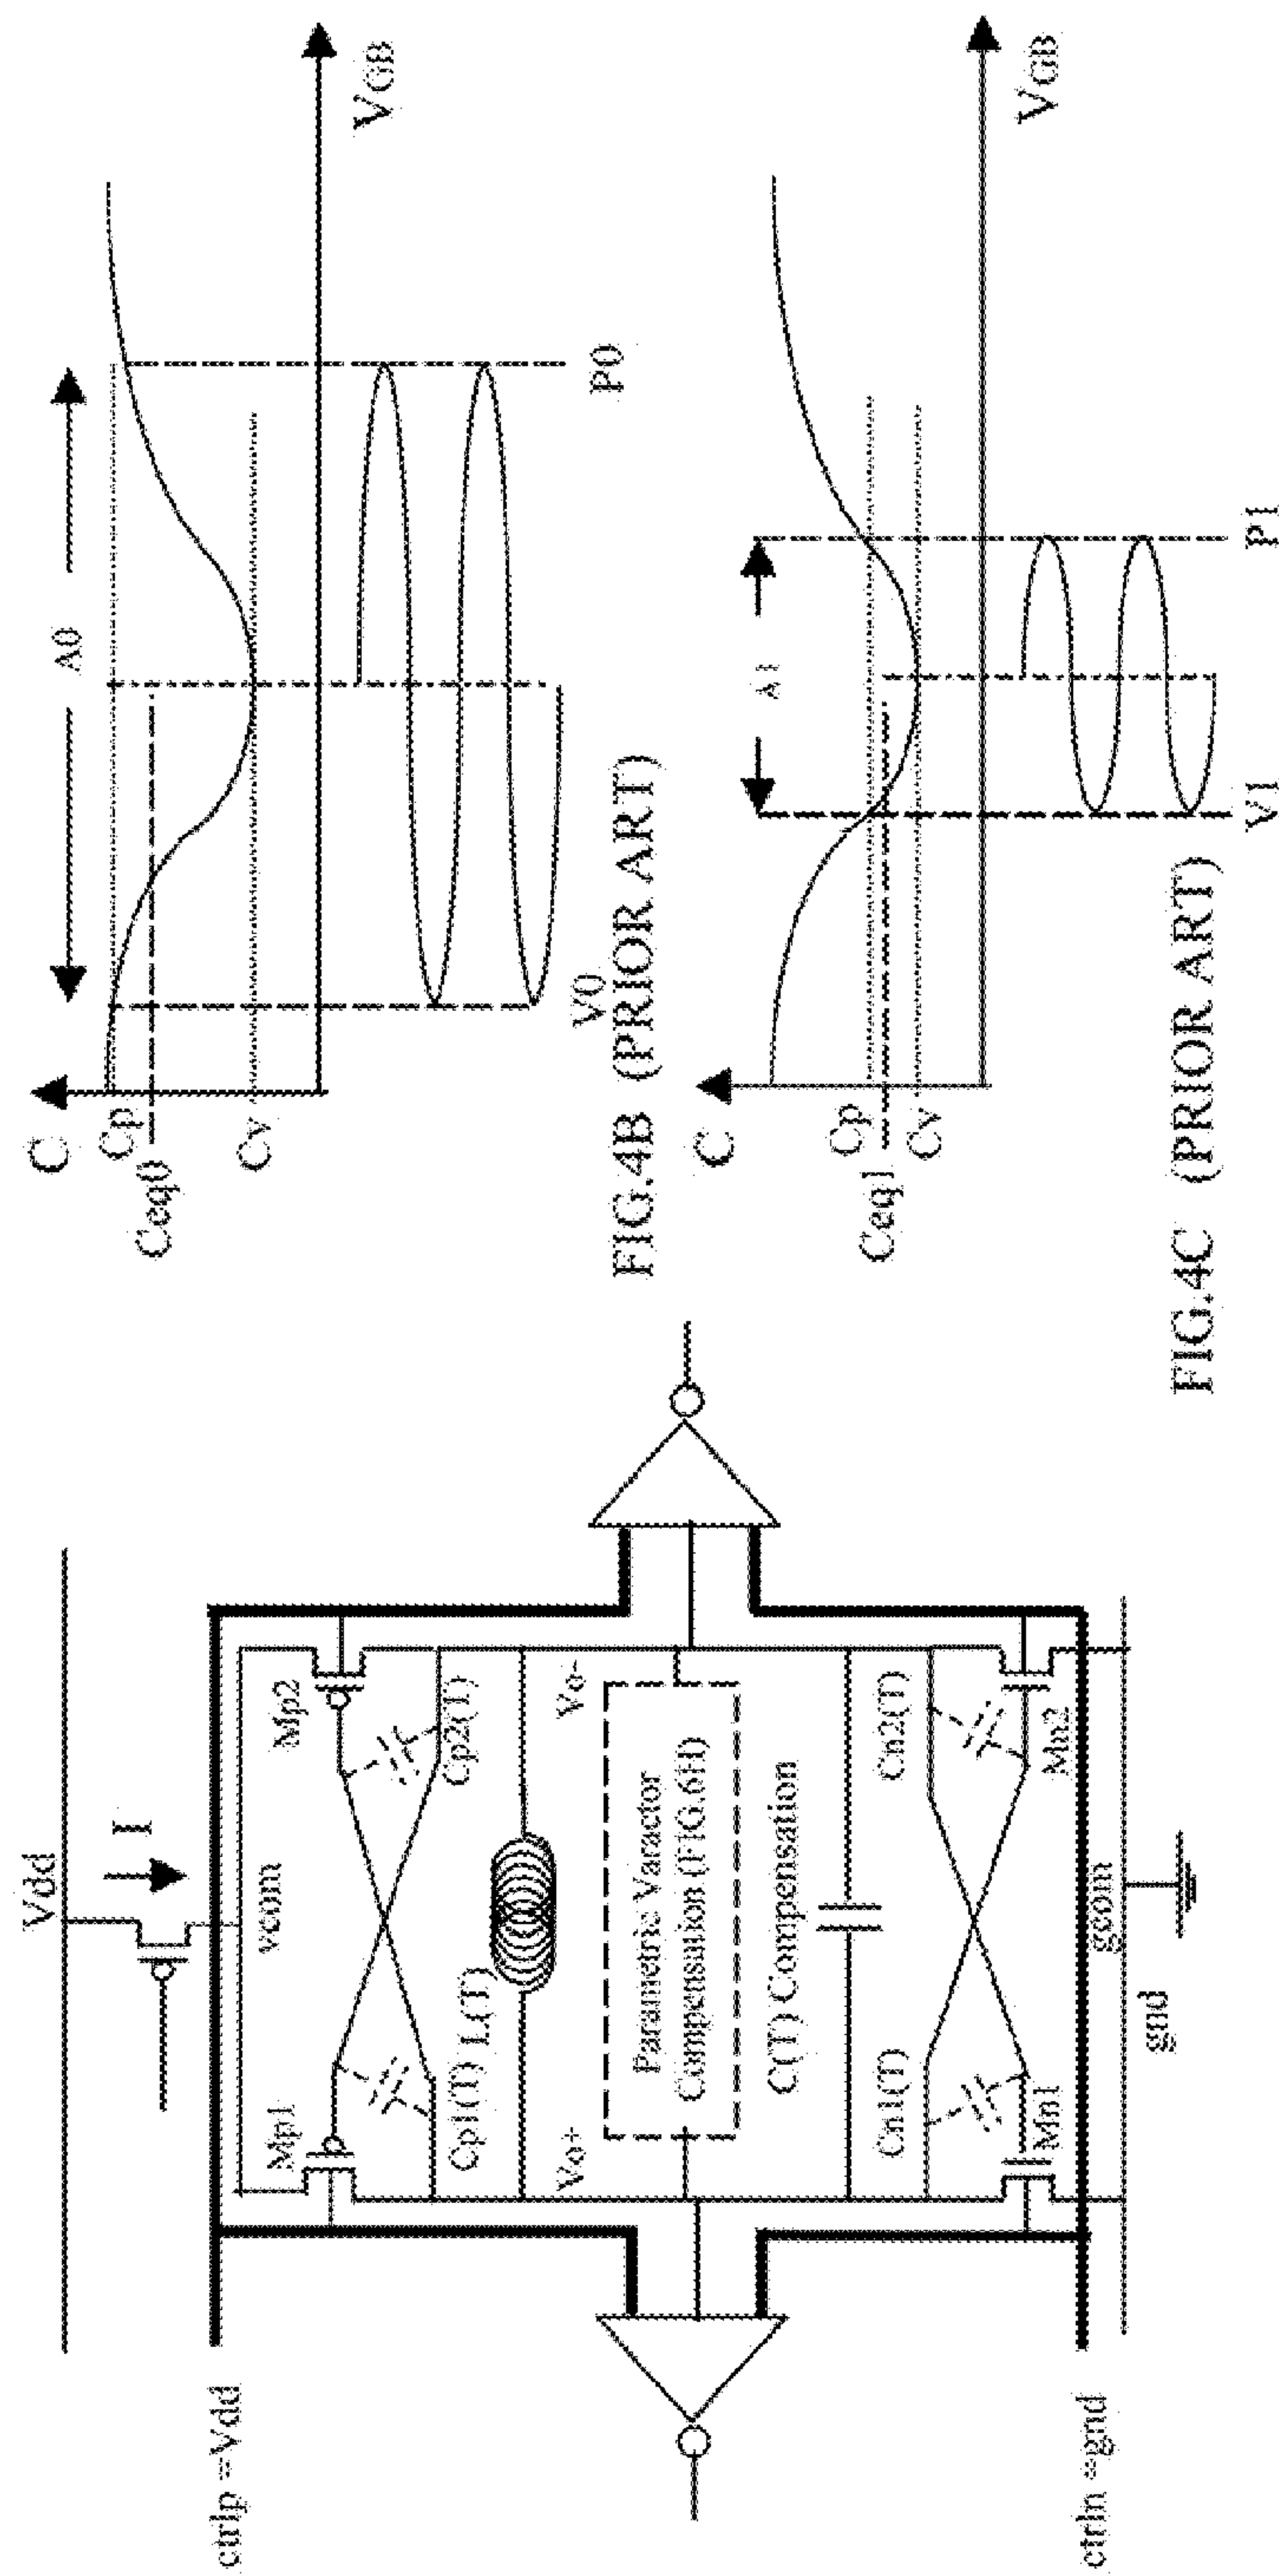 Vdd
I
ctrlp =Vdd
vcom
Mp1
Mp2
Cp1(T)
L(T)
Cp2(T)
Vo+
Vo-
Parametric Varactor
Compensation (FIG.6H)
C(T) Compensation
Cn1(T)
Cn2(T)
Mn1
Mn2
ctrln =gnd
gcom
gnd
C
A0
Cp
Ceq0
Cv
VGB
V0
P0
FIG.4B (PRIOR ART)
C
A1
Cp
Ceq1
Cv
VGB
V1
P1
FIG.4C (PRIOR ART)